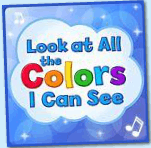 Look at All
the
Colors
I Can See